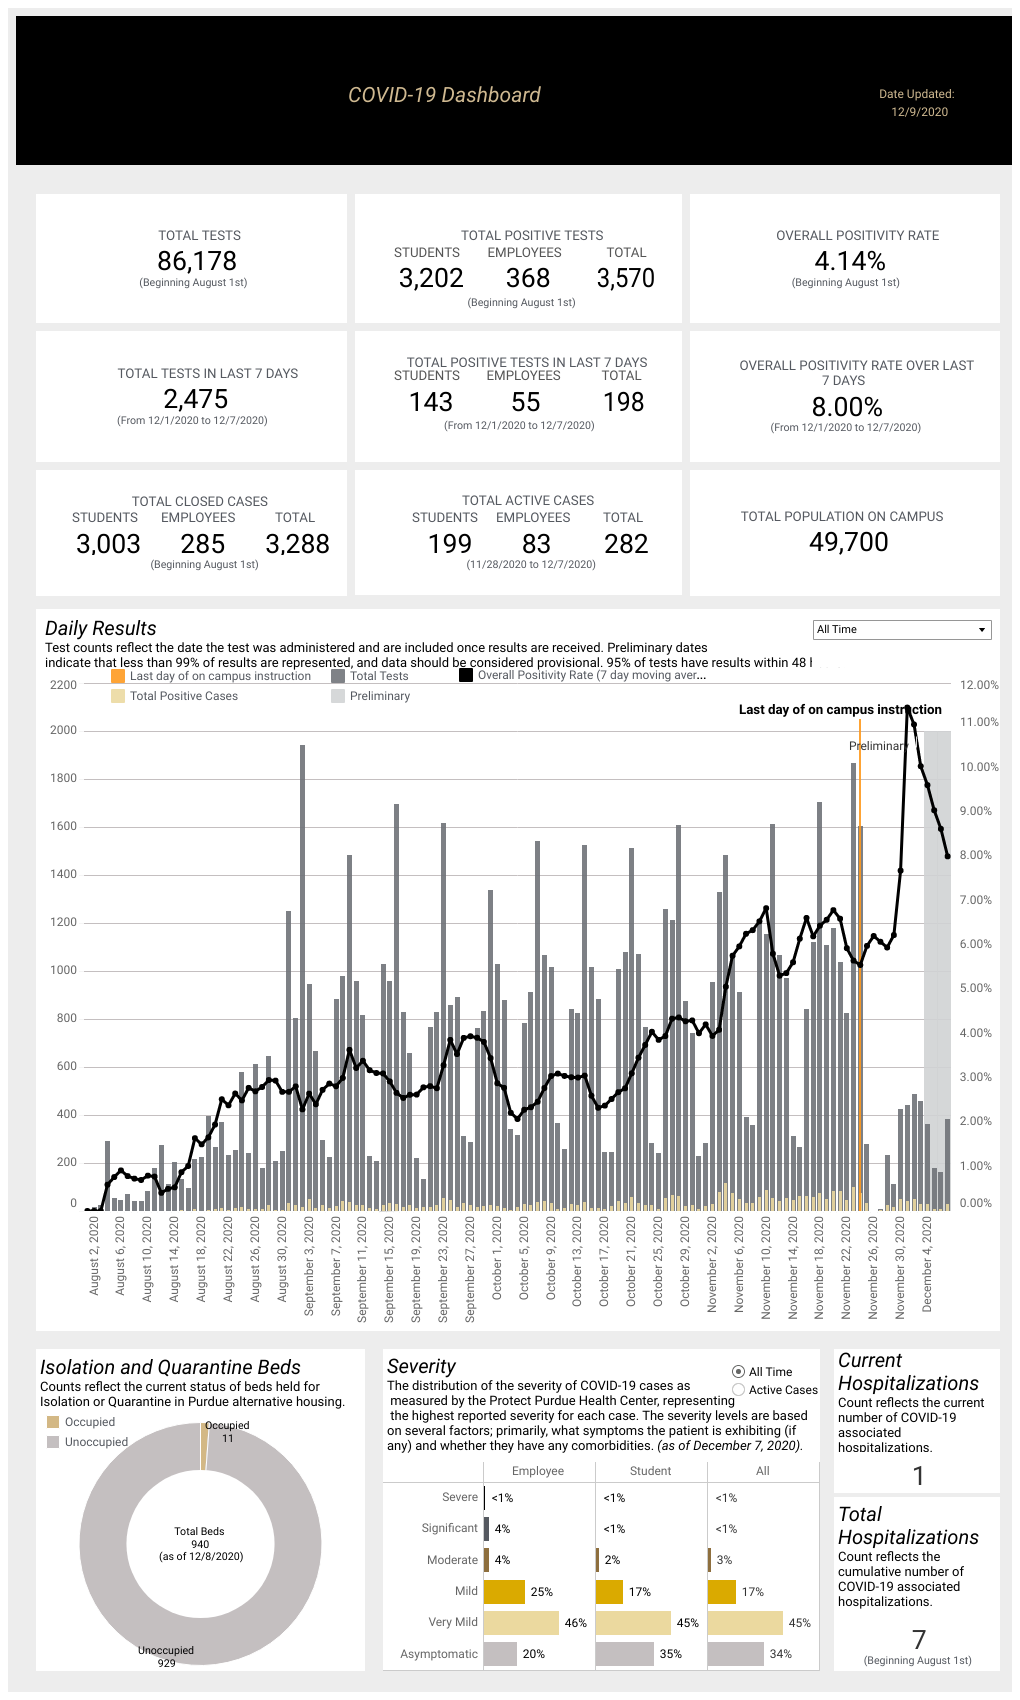 COVID-19 Dashboard
Date Updated:
12/9/2020
TOTAL TESTS
86,178
(Beginning August 1st)
TOTAL POSITIVE TESTS
STUDENTS EMPLOYEES TOTAL
3,202 368 3,570
(Beginning August 1st)
OVERALL POSITIVITY RATE
4.14%
(Beginning August 1st)
TOTAL TESTS IN LAST 7 DAYS
2,475
(From 12/1/2020 to 12/7/2020)
TOTAL POSITIVE TESTS IN LAST 7 DAYS
STUDENTS EMPLOYEES TOTAL
143 55 198
(From 12/1/2020 to 12/7/2020)
OVERALL POSITIVITY RATE OVER LAST
7 DAYS
8.00%
(From 12/1/2020 to 12/7/2020)
TOTAL CLOSED CASES
STUDENTS EMPLOYEES TOTAL
3,003 285 3,288
(Beginning August 1st)
TOTAL ACTIVE CASES
STUDENTS EMPLOYEES TOTAL
199 83 282
(11/28/2020 to 12/7/2020)
TOTAL POPULATION ON CAMPUS
49,700
Daily Results
All Time
Test counts reflect the date the test was administered and are included once results are received. Preliminary dates
indicate that less than 99% of results are represented, and data should be considered provisional. 95% of tests have results within 48
Last day of on campus instruction Total Tests Overall Positivity Rate (7 day moving aver...
Total Positive Cases Preliminary
Last day of on campus instruction
Preliminary
2200
2000
1800
1600
1400
1200
1000
800
600
400
200
0
12.00%
11.00%
10.00%
9.00%
8.00%
7.00%
6.00%
5.00%
4.00%
3.00%
2.00%
1.00%
0.00%
August 2, 2020
August 6, 2020
August 10, 2020
August 14, 2020
August 18, 2020
August 22, 2020
August 26, 2020
August 30, 2020
September 3, 2020
September 7, 2020
September 11, 2020
September 15, 2020
September 19, 2020
September 23, 2020
September 27, 2020
October 1, 2020
October 5, 2020
October 9, 2020
October 13, 2020
October 17, 2020
October 21, 2020
October 25, 2020
October 29, 2020
November 2, 2020
November 6, 2020
November 10, 2020
November 14, 2020
November 18, 2020
November 22, 2020
November 26, 2020
November 30, 2020
December 4, 2020
Isolation and Quarantine Beds
Counts reflect the current status of beds held for
Isolation or Quarantine in Purdue alternative housing.
Occupied
Unoccupied
Occupied
11
Total Beds
940
(as of 12/8/2020)
Unoccupied
929
Severity
All Time
Active Cases
The distribution of the severity of COVID-19 cases as
measured by the Protect Purdue Health Center, representing
the highest reported severity for each case. The severity levels are based
on several factors; primarily, what symptoms the patient is exhibiting (if
any) and whether they have any comorbidities. (as of December 7, 2020).
Employee Student All
Severe <1% <1% <1%
Significant 4% <1% <1%
Moderate 4% 2% 3%
Mild 25% 17% 17%
Very Mild 46% 45% 45%
Asymptomatic 20% 35% 34%
Current
Hospitalizations
Count reflects the current
number of COVID-19
associated
hospitalizations.
1
Total
Hospitalizations
Count reflects the
cumulative number of
COVID-19 associated
hospitalizations.
7
(Beginning August 1st)